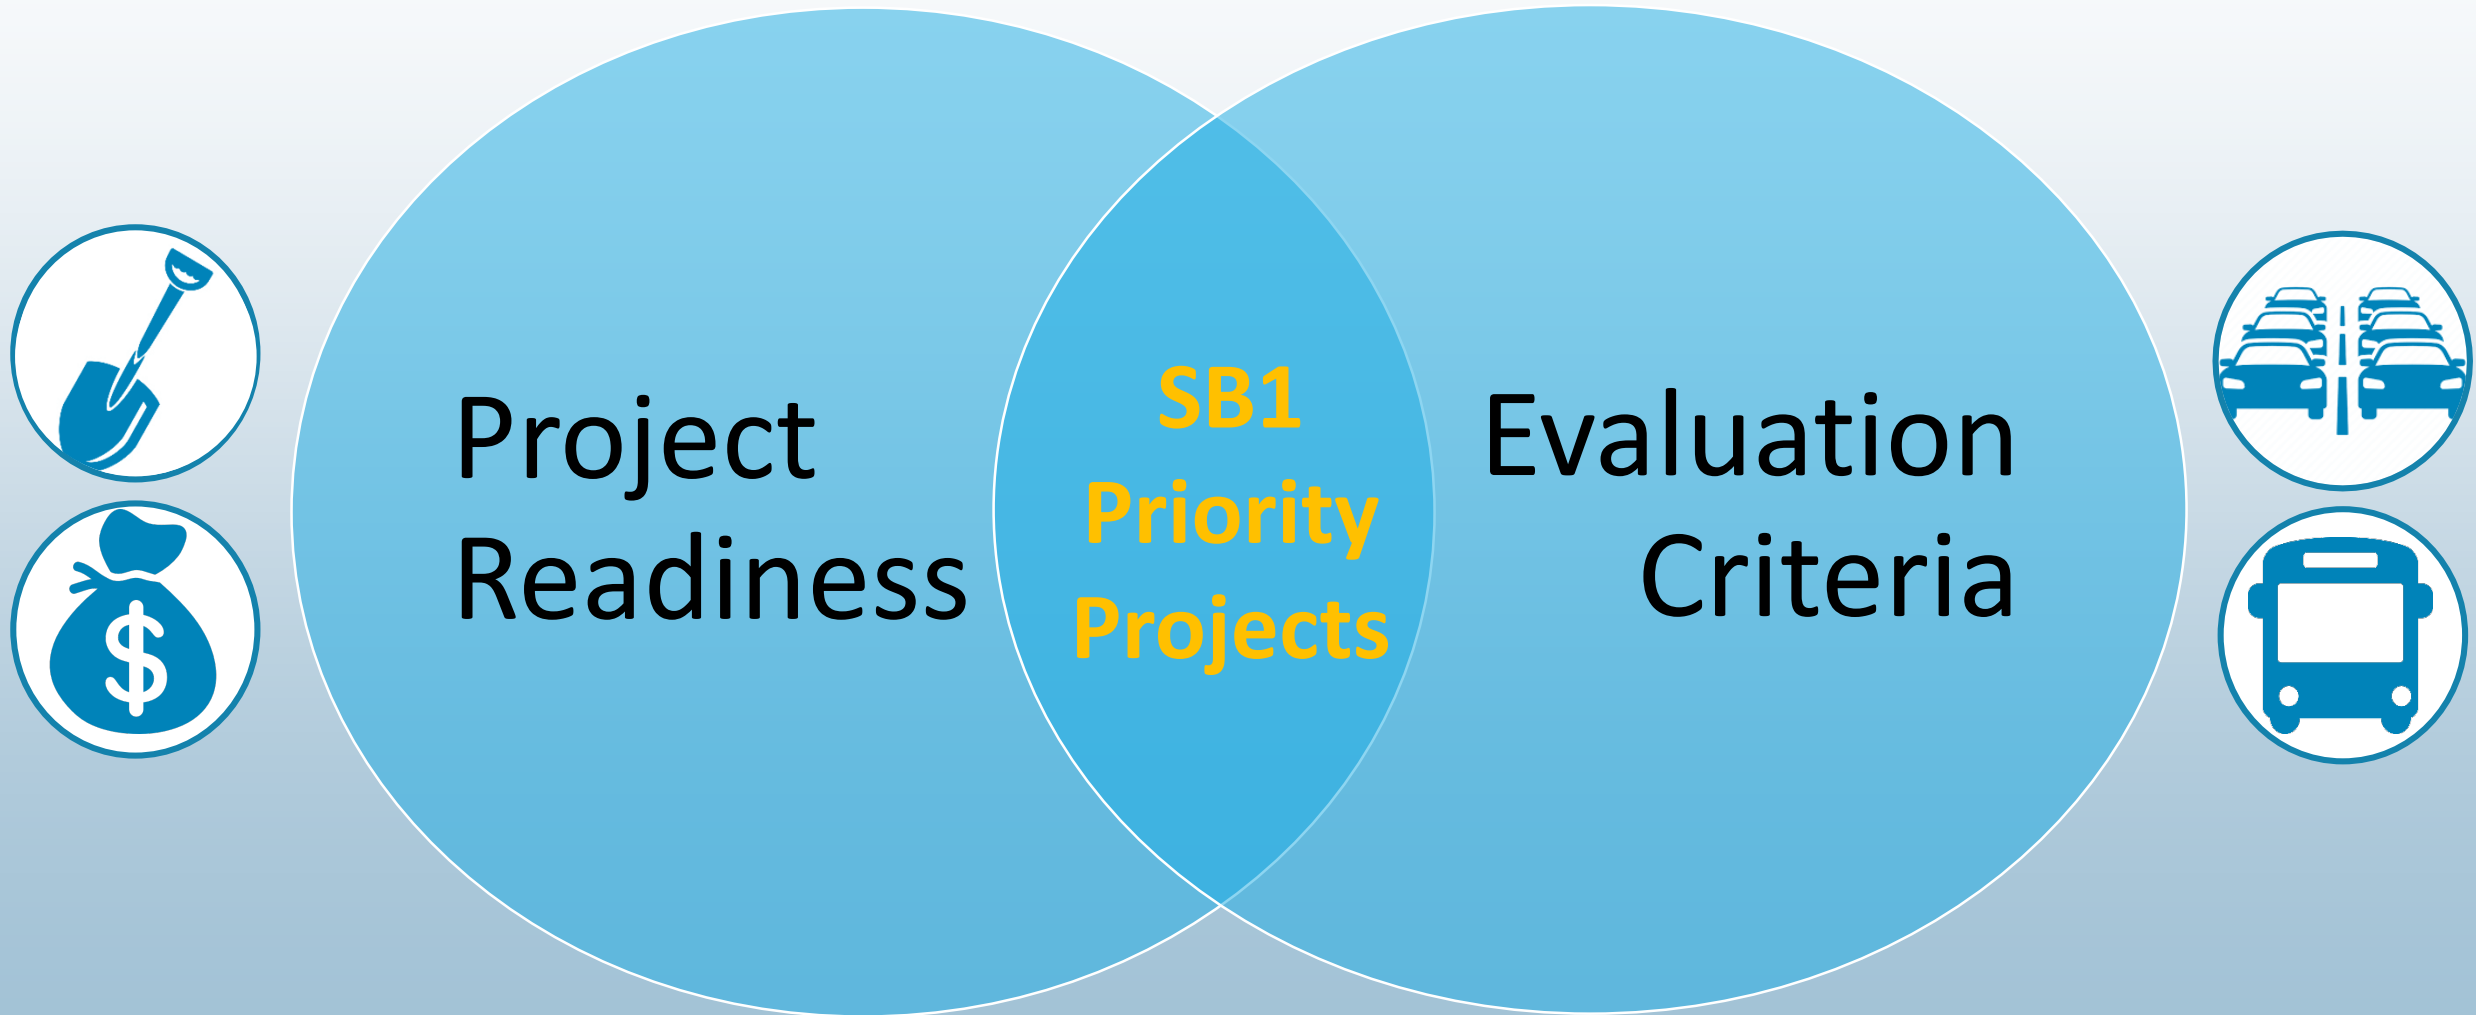 Project
Readiness
SB1
Priority
Projects
Evaluation
Criteria
$